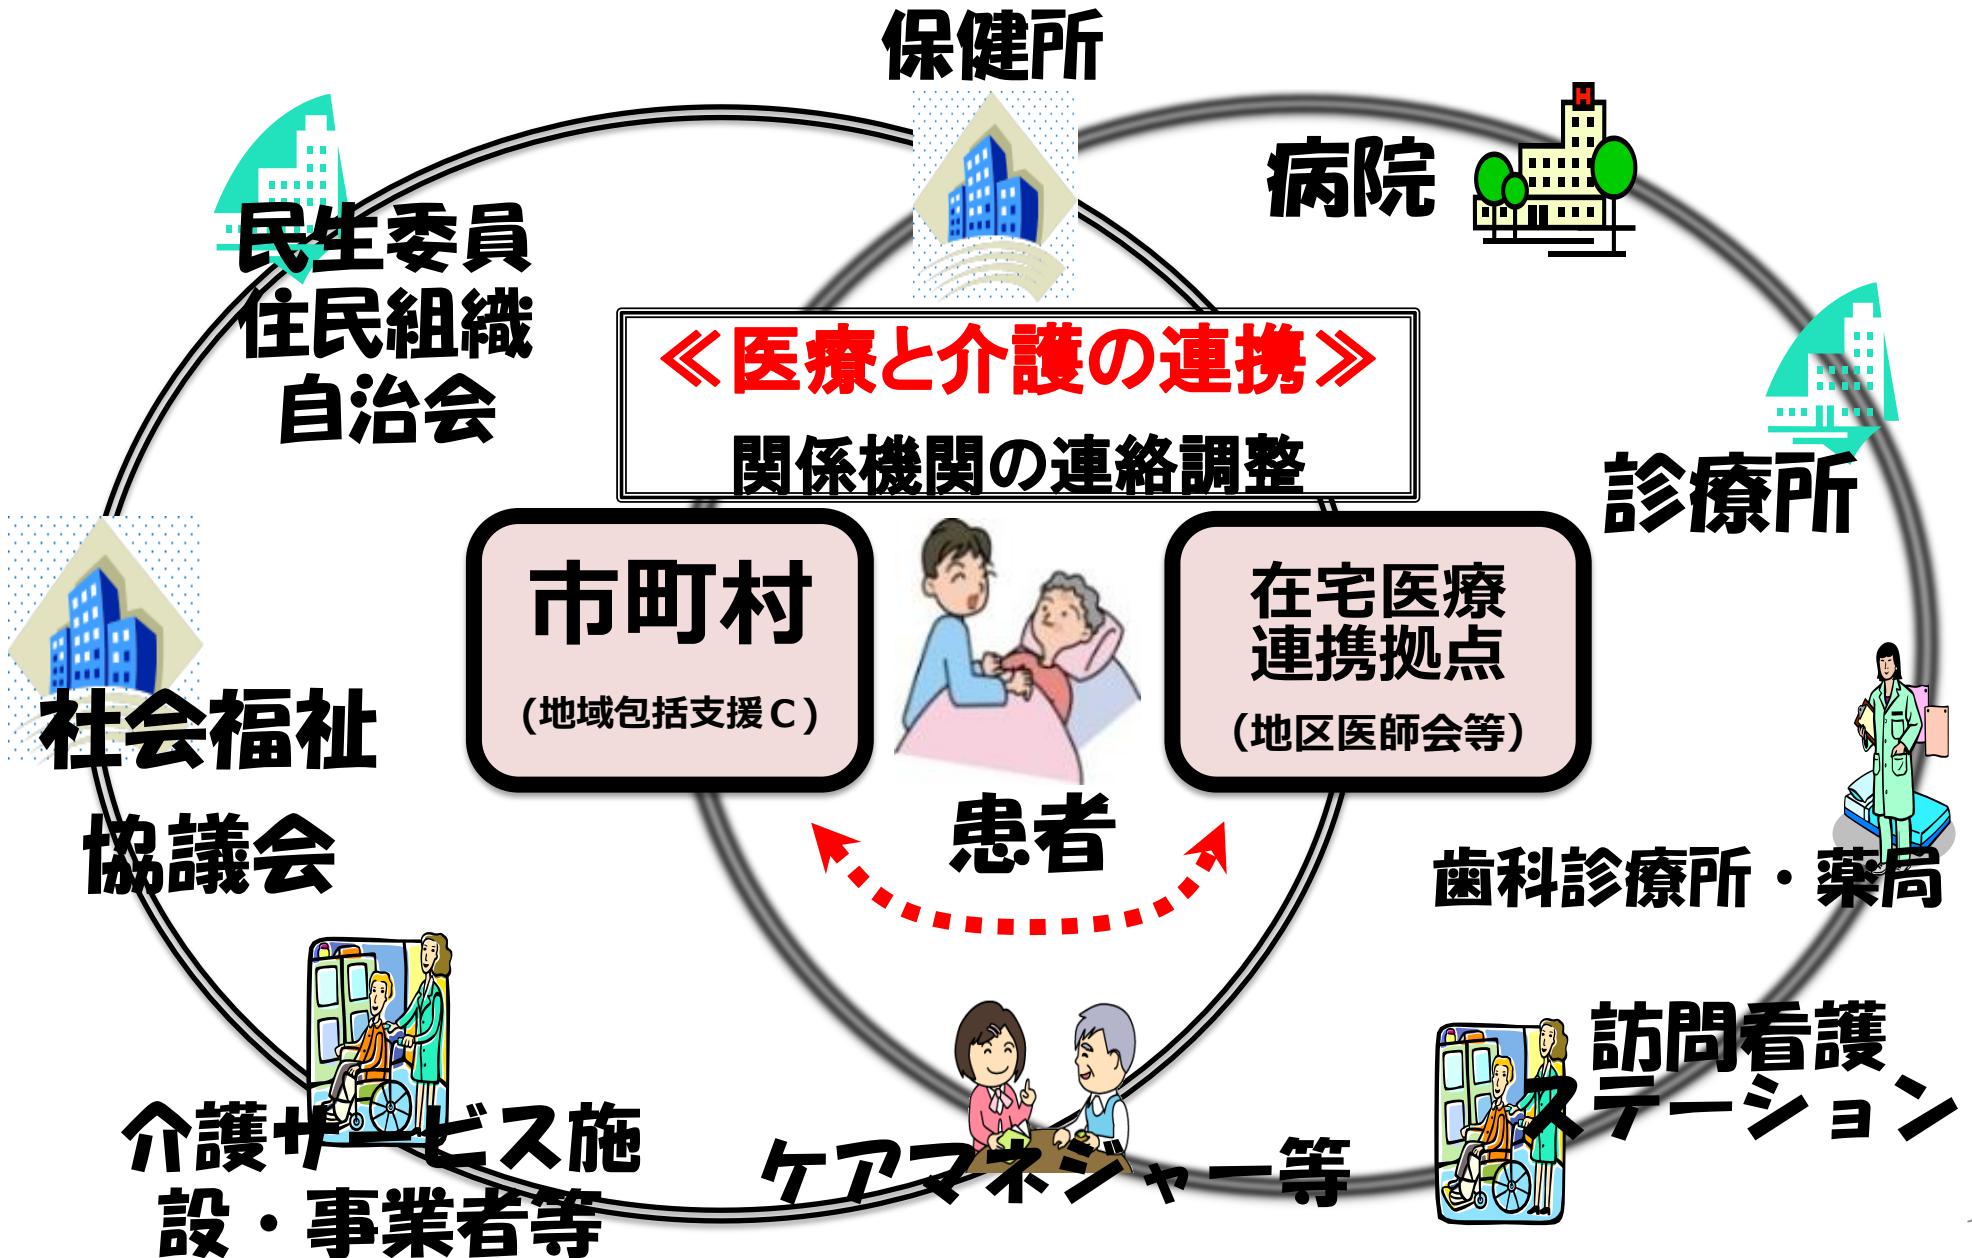 保健所
病院
民生委員
住民組織
自治会
≪医療と介護の連携≫
関係機関の連絡調整
診療所
市町村
(地域包括支援C)
在宅医療
連携拠点
（地区医師会等）
社会福祉
協議会
患者
歯科診療所・薬局
訪問看護
ステーション
介護サービス施
設・事業者等
ケアマネジャー等
H